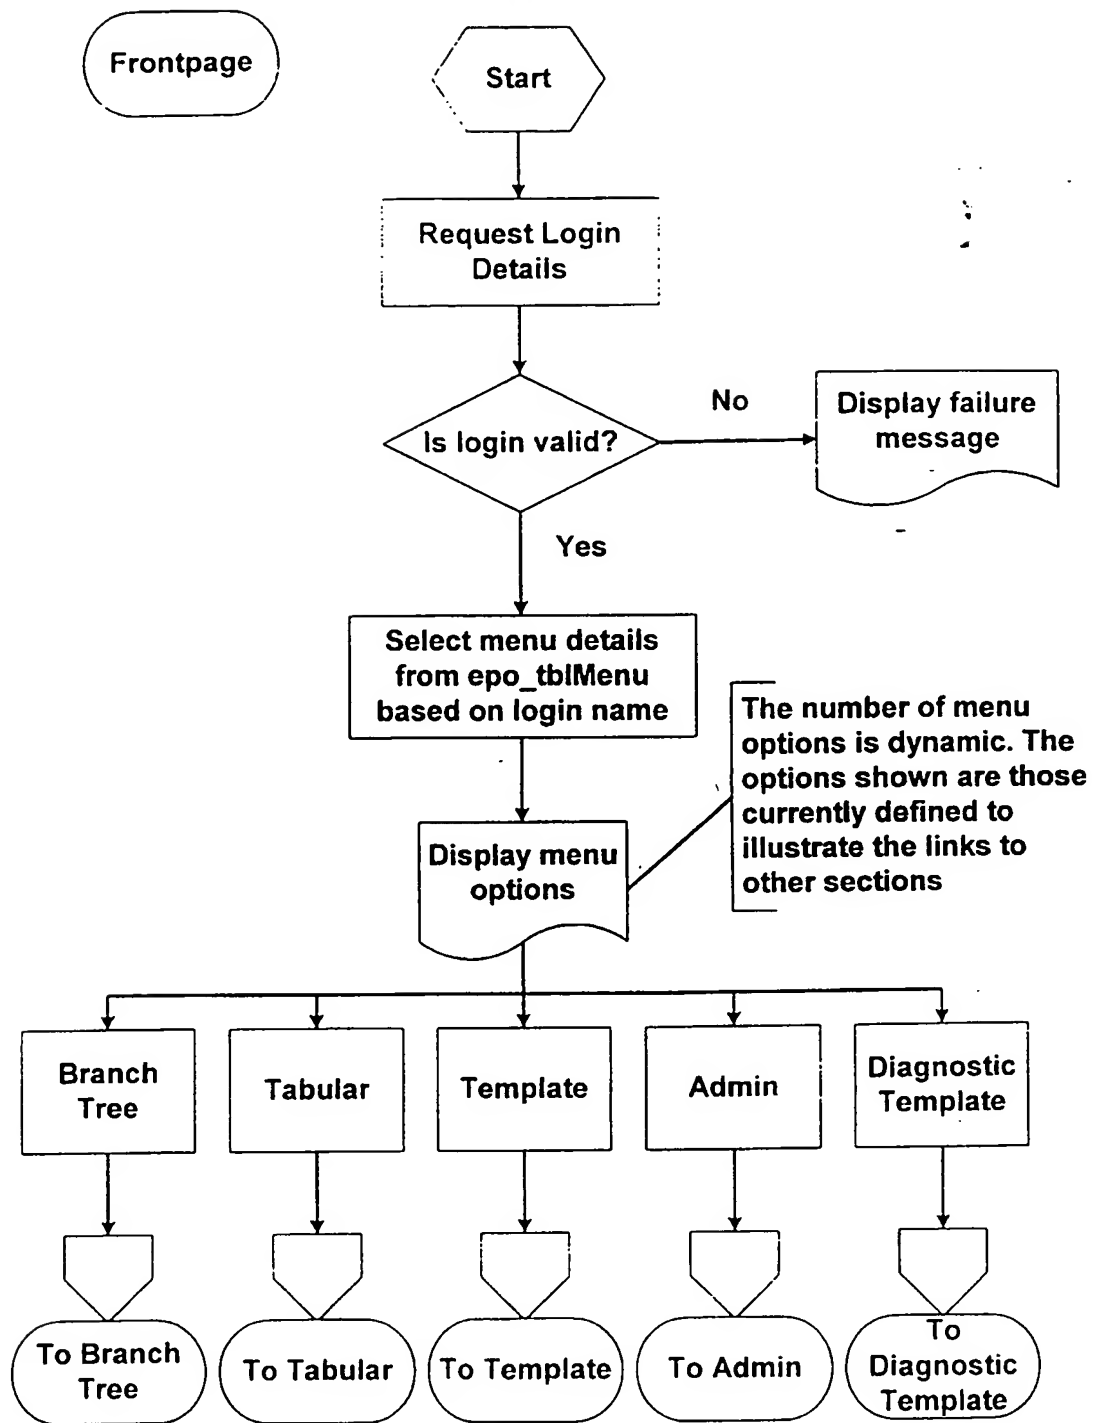 Frontpage
Start
Request Login
Details
Is login valid?
No
Display failure
message
Yes
Select menu details
from epo_tblMenu
based on login name
The number of menu
options is dynamic. The
options shown are those
currently defined to
illustrate the links to
other sections
Display menu
options
Branch
Tree
Tabular
Template
Admin
Diagnostic
Template
To Branch
Tree
To Tabular
To Template
To Admin
To
Diagnostic
Template